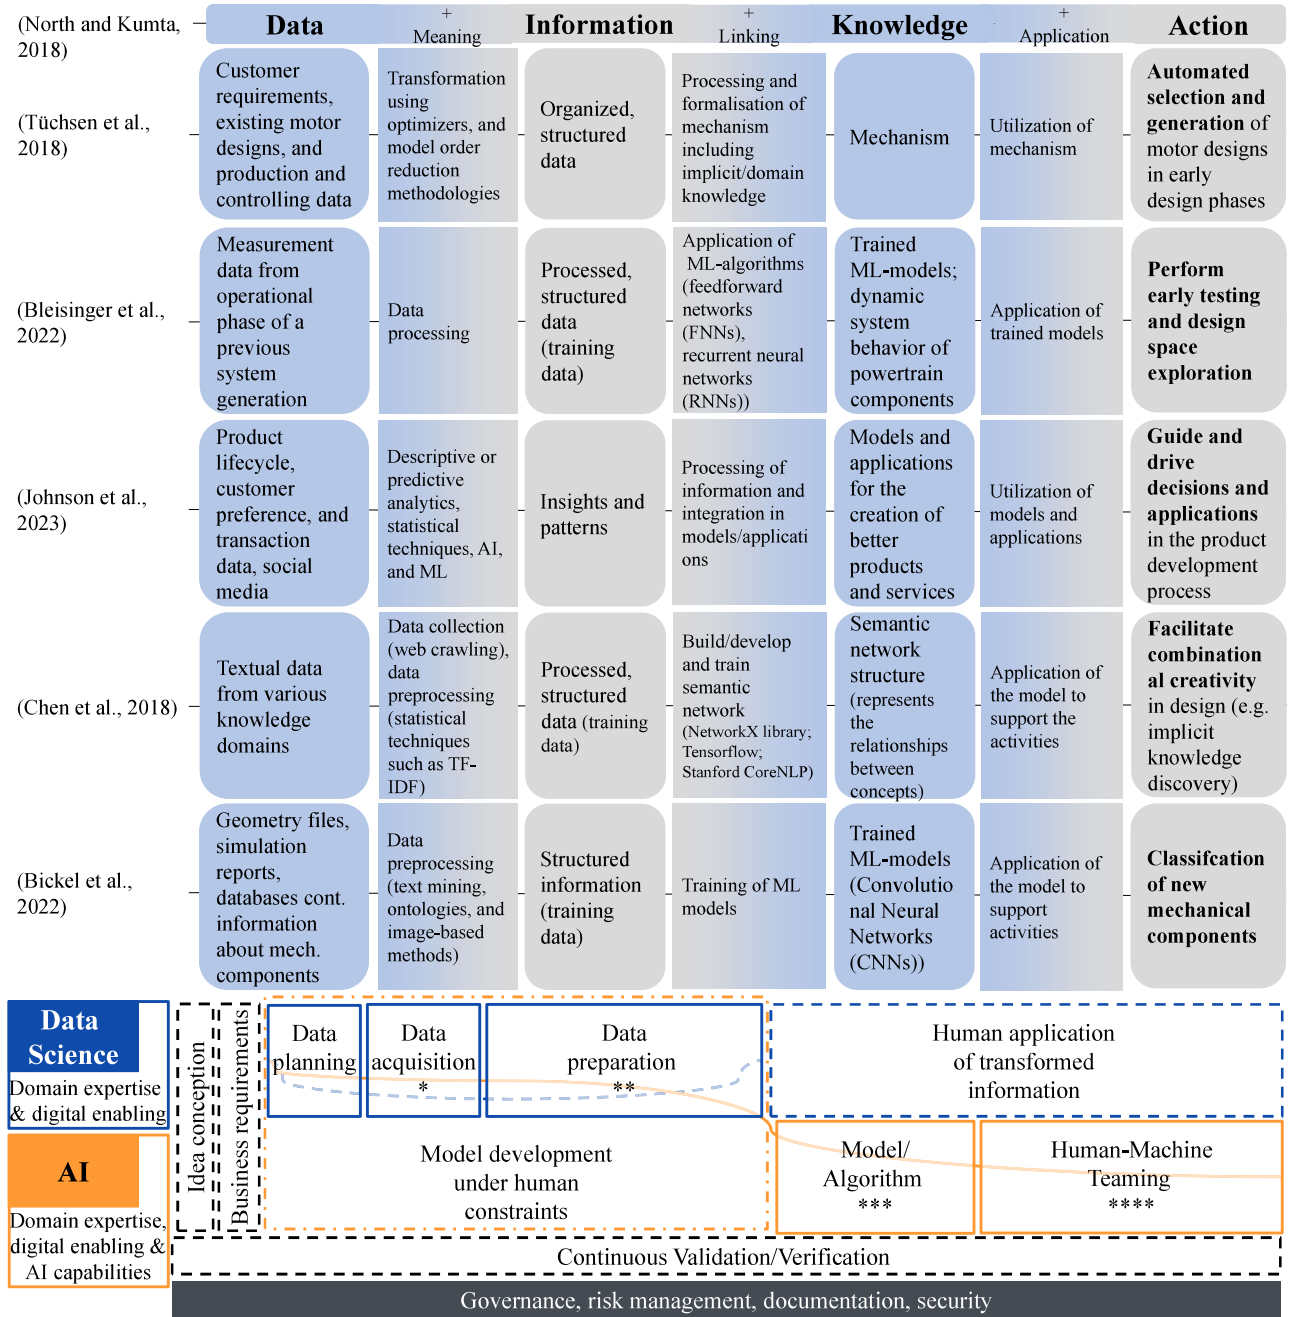 (North and Kumta,
2018)
Data
+
Meaning
Information
+
Linking
Knowledge
+
Application
Action
(Tüchsen et al.,
2018)
Customer
requirements,
existing motor
designs, and
production and
controlling data
Transformation
using
optimizers, and
model order
reduction
methodologies
Organized,
structured
data
Processing and
formalisation of
mechanism
including
implicit/domain
knowledge
Mechanism
Utilization of
mechanism
Automated
selection and
generation of
motor designs
in early
design phases
(Bleisinger et al.,
2022)
Measurement
data from
operational
phase of a
previous
system
generation
Data
processing
Processed,
structured
data
(training
data)
Application of
ML-algorithms
(feedforward
networks
(FNNs),
recurrent neural
networks
(RNNs))
Trained
ML-models;
dynamic
system
behavior of
powertrain
components
Application of
trained models
Perform
early testing
and design
space
exploration
(Johnson et al.,
2023)
Product
lifecycle,
customer
preference, and
transaction
data, social
media
Descriptive or
predictive
analytics,
statistical
techniques, AI,
and ML
Insights and
patterns
Processing of
information and
integration in
models/applicati
ons
Models and
applications
for the
creation of
better
products
and services
Utilization of
models and
applications
Guide and
drive
decisions and
applications
in the product
development
process
(Chen et al., 2018)
Textual data
from various
knowledge
domains
Data collection
(web crawling),
data
preprocessing
(statistical
techniques
such as TF-
IDF)
Processed,
structured
data (training
data)
Build/develop
and train
semantic
network
(NetworkX library;
Tensorflow;
Stanford CoreNLP)
Semantic
network
structure
(represents
the
relationships
between
concepts)
Application of
the model to
support the
activities
Facilitate
combination
al creativity
in design (e.g.
implicit
knowledge
discovery)
(Bickel et al.,
2022)
Geometry files,
simulation
reports,
databases cont.
information
about mech.
components
Data
preprocessing
(text mining,
ontologies, and
image-based
methods)
Structured
information
(training
data)
Training of ML
models
Trained
ML-models
(Convolutio
nal Neural
Networks
(CNNs))
Application of
the model to
support
activities
Classifcation
of new
mechanical
components
Data
Science
Domain expertise
& digital enabling
AI
Domain expertise,
digital enabling &
AI capabilities
Idea conception
Business requirements
Data
planning
Data
acquisition
*
Data
preparation
**
Human application
of transformed
information
Model development
under human
constraints
Model/
Algorithm
***
Human-Machine
Teaming
****
Continuous Validation/Verification
Governance, risk management, documentation, security